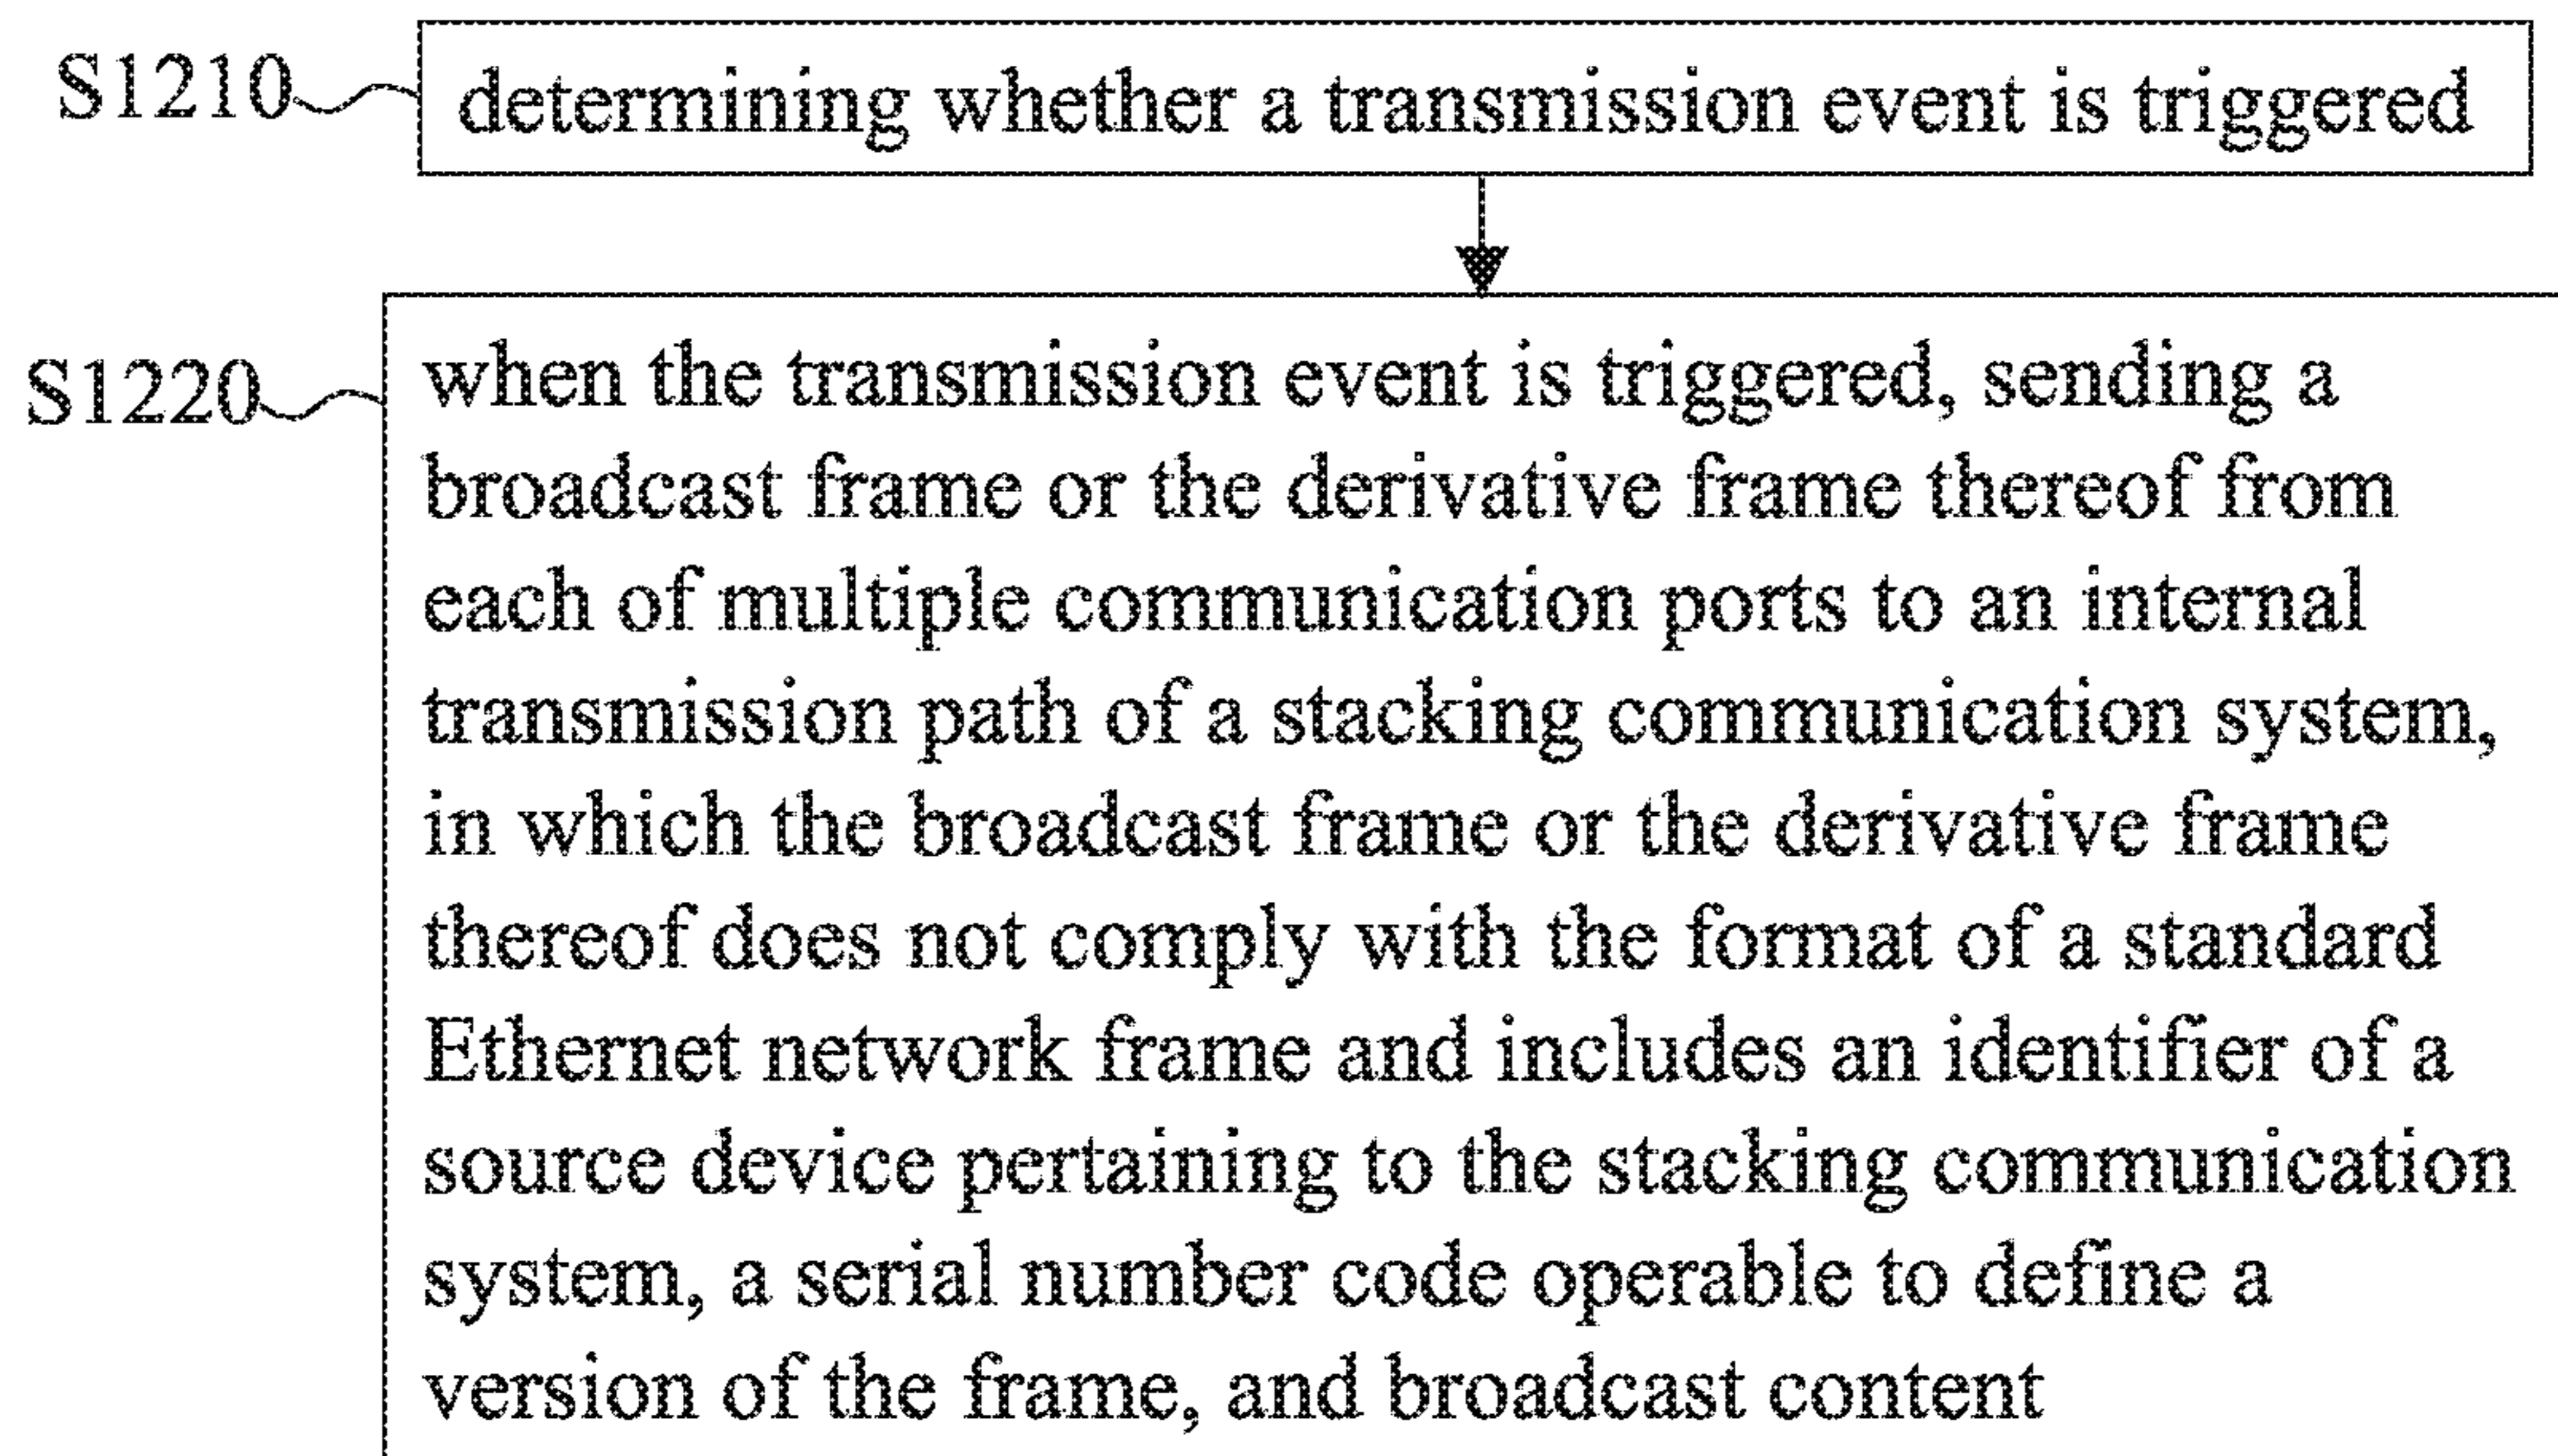 S1210
determining whether a transmission event is triggered
S1220
when the transmission event is triggered, sending a
broadcast frame or the derivative frame thereof from
each of multiple communication ports to an internal
transmission path of a stacking communication system,
in which the broadcast frame or the derivative frame
thereof does not comply with the format of a standard
Ethernet network frame and includes an identifier of a
source device pertaining to the stacking communication
system, a serial number code operable to define a
version of the frame, and broadcast content